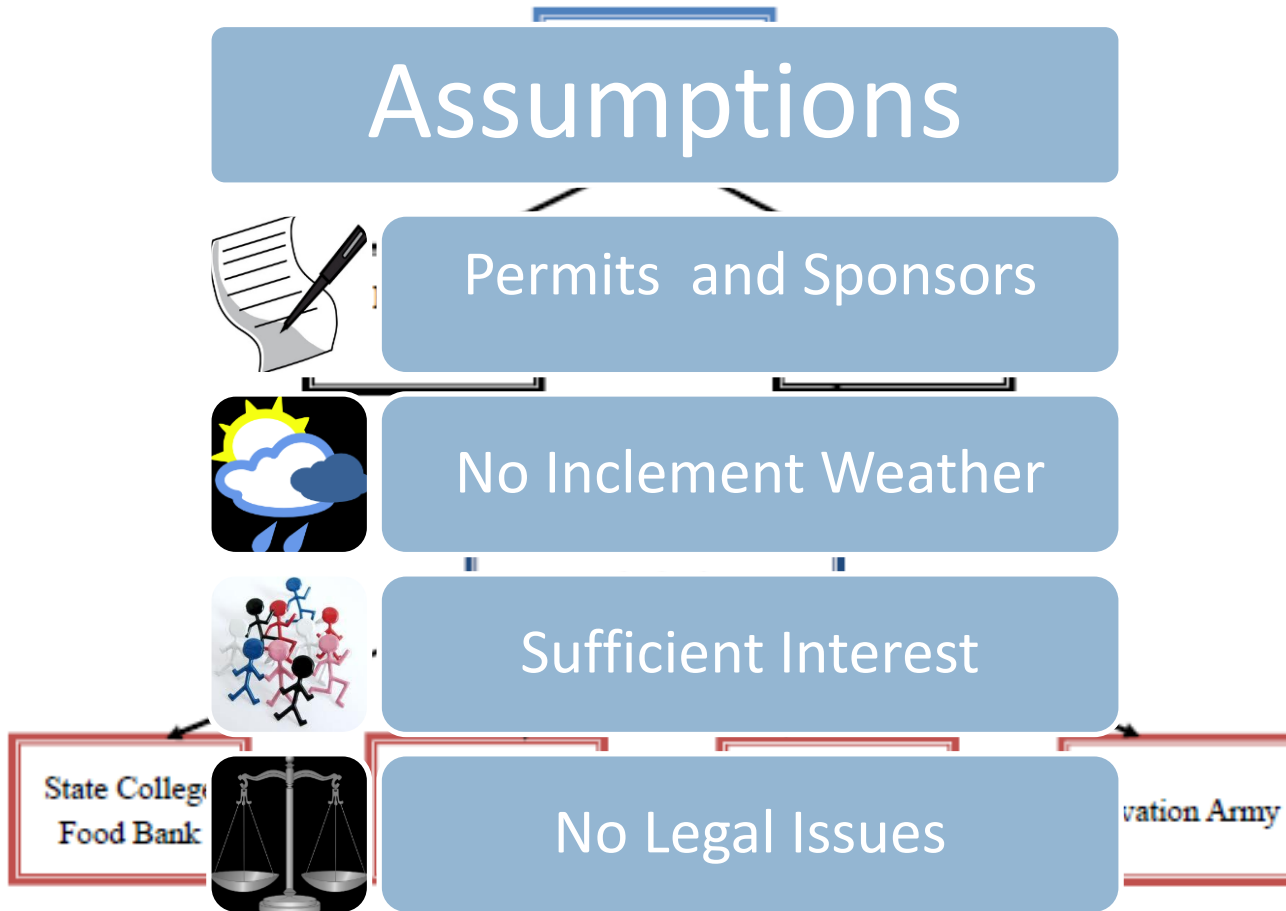 Assumptions
Permits  and Sponsors
No Inclement Weather
Sufficient Interest
State College
Food Bank
vation Army
No Legal Issues